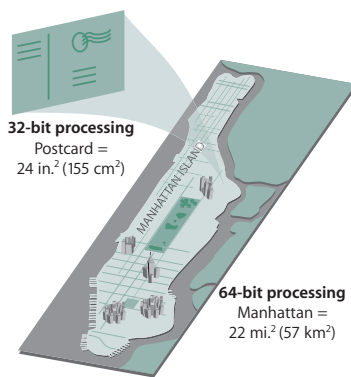 32-bit processing
Postcard =
24 in.² (155 cm²)
MANHATTAN ISLAND
64-bit processing
Manhattan =
22 mi.² (57 km²)